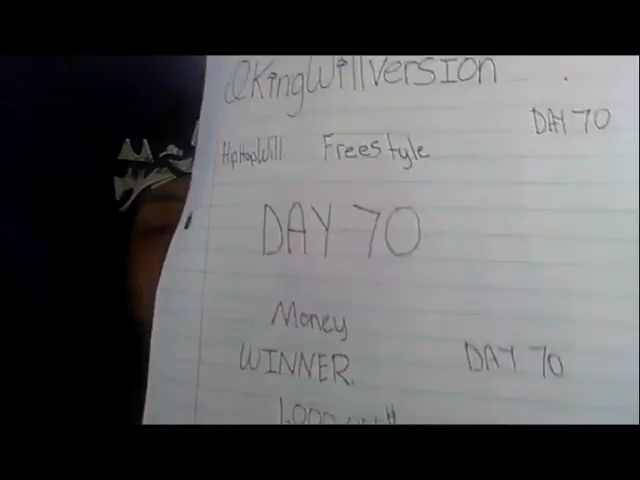 @KingWillVersion
DAY 70
HipHopWill Freestyle
DAY 70
Money
WINNER.
DAY 70